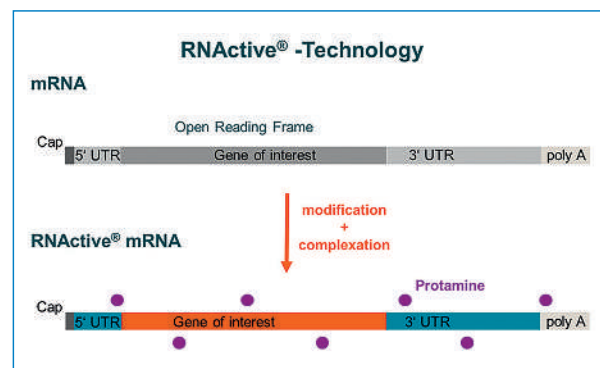 RNActive® -Technology
mRNA
Open Reading Frame
Cap 5' UTR Gene of interest 3' UTR poly A
modification
+
complexation
RNActive® mRNA
Protamine
Cap 5' UTR Gene of interest 3' UTR poly A